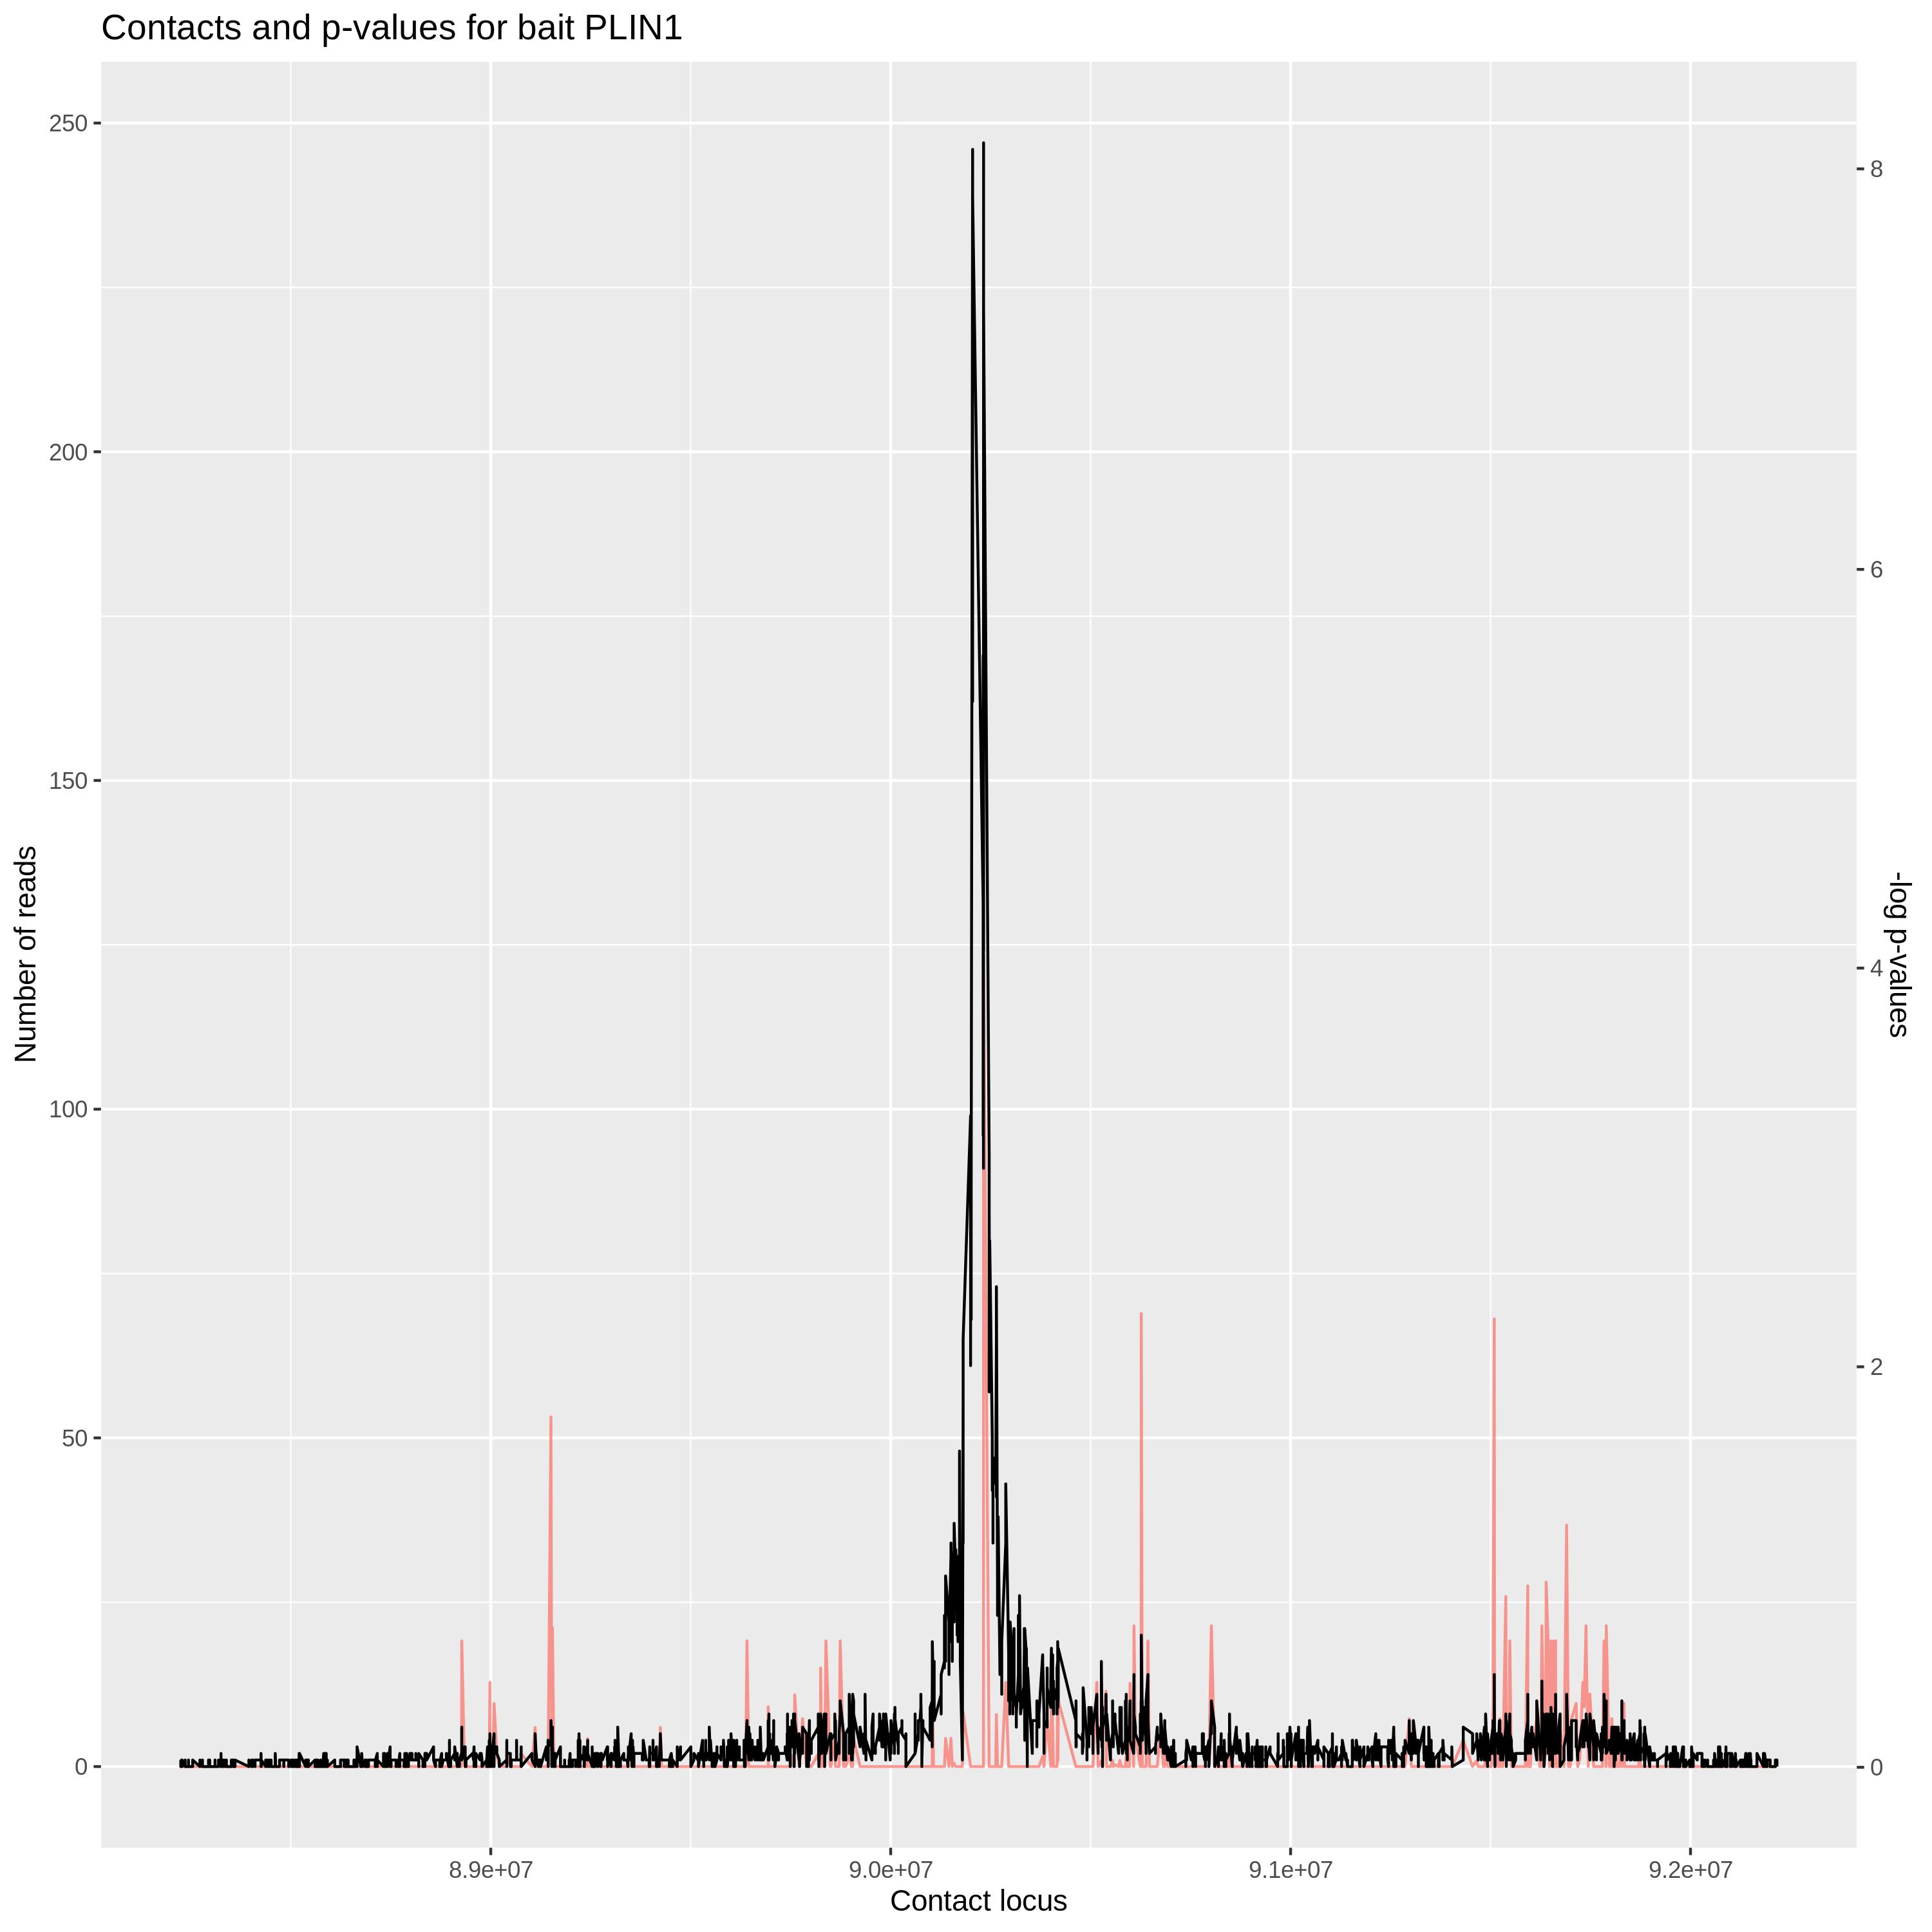 Contacts and p-values for bait PLIN1
250
200
150
100
50
0
Number of reads
8
6
4
2
0
-log p-values
8.9e+07
9.0e+07
9.1e+07
9.2e+07
Contact locus